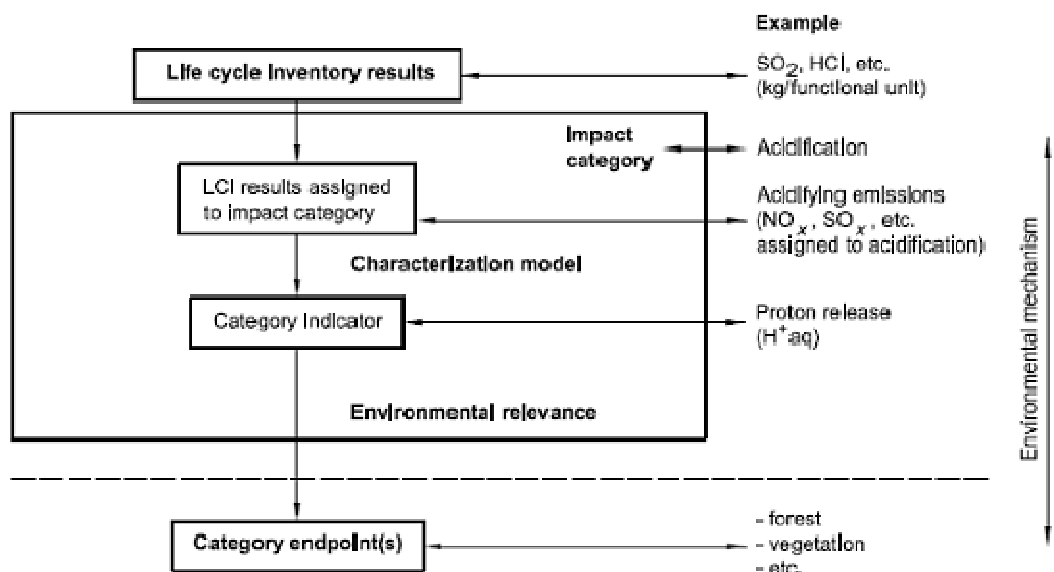 Example
Life cycle inventory results
SO2, HCl, etc.
(kg/functional unit)
Impact
category
Acidification
LCI results assigned
to impact category
Acidifying emissions
(NOx, SOx, etc.
assigned to acidification)
Characterization model
Category Indicator
Proton release
(H+aq)
Environmental relevance
Environmental mechanism
Category endpoint(s)
- forest
- vegetation
- etc.